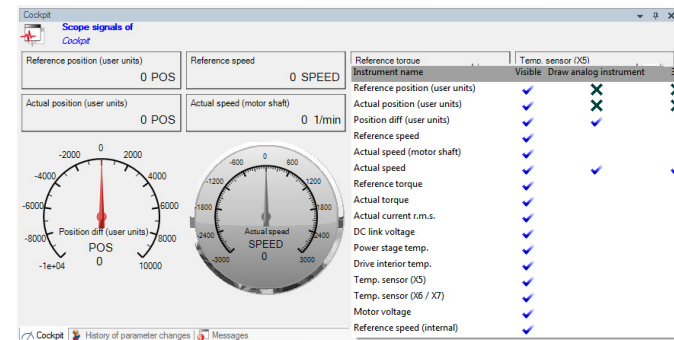 Cockpit
Scope signals of
Cockpit
Reference position (user units)
0 POS
Reference speed
0 SPEED
Reference torque
Temp. sensor (X5)
Actual position (user units)
0 POS
Actual speed (motor shaft)
0 1/min
Instrument name Visible Draw analog instrument
Reference position (user units)
Actual position (user units)
Position diff (user units)
Reference speed
Actual speed (motor shaft)
Actual speed
Reference torque
Actual torque
Actual current r.m.s.
DC link voltage
Power stage temp.
Drive interior temp.
Temp. sensor (X5)
Temp. sensor (X6 / X7)
Motor voltage
Reference speed (internal)
0
-2000 2000
-4000 4000
-6000 6000
-8000 8000
-1e+04 10000
Position diff (user units)
POS
0
0
-600 600
-1200 1200
-1800 1800
-2400 2400
-3000 3000
Actual speed
SPEED
0
Cockpit History of parameter changes Messages